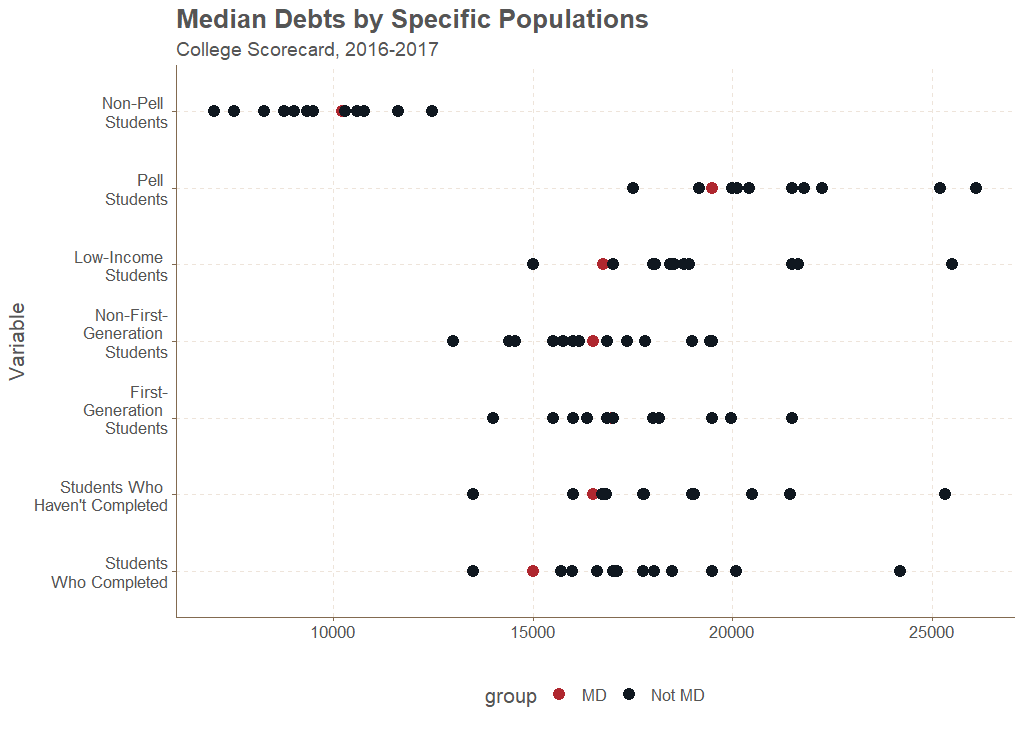 Median Debts by Specific Populations
College Scorecard, 2016-2017
Variable
Non-Pell
Students
Pell
Students
Low-Income
Students
Non-First-
Generation
Students
First-
Generation
Students
Students Who
Haven't Completed
Students
Who Completed
10000
15000
20000
25000
group
MD
Not MD